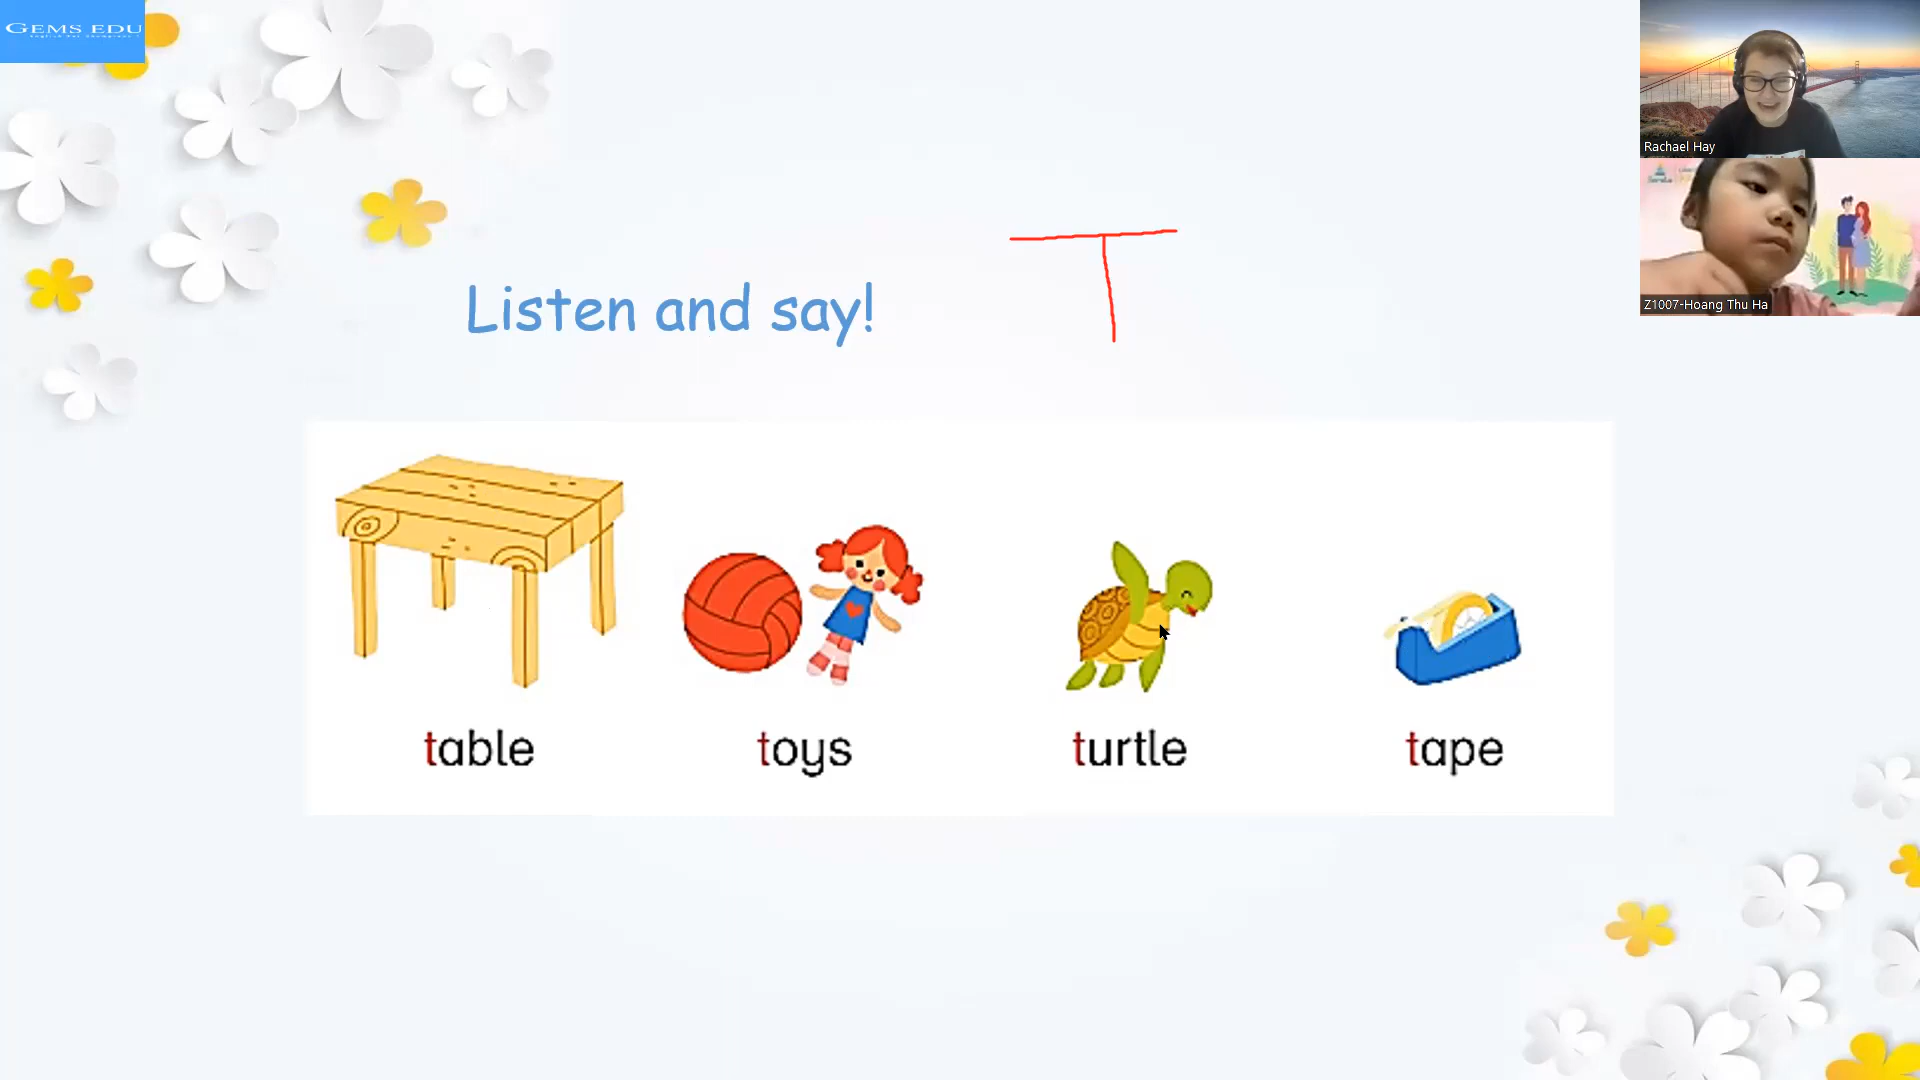 GEMS EDU
Rachael Hay
Z1007-Hoang Thu Ha
T
Listen and say!
table
toys
turtle
tape